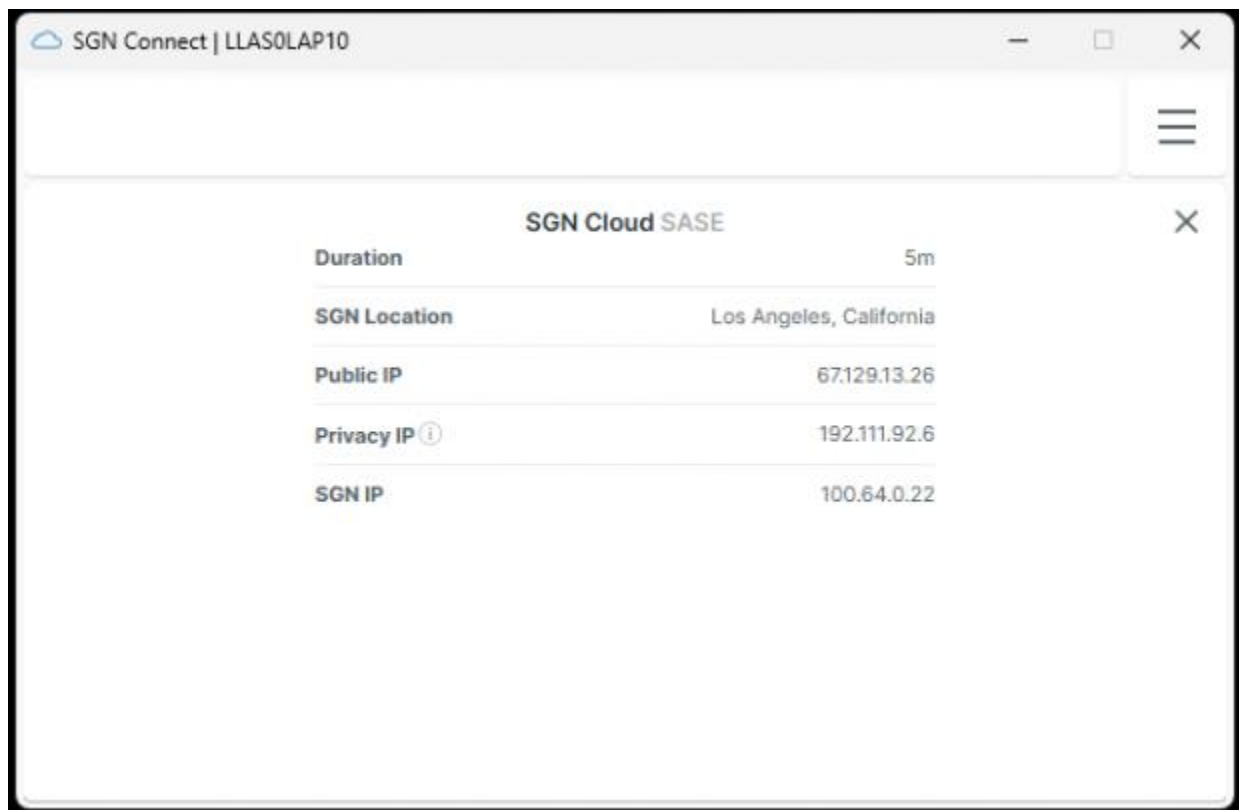 SGN Connect | LLAS0LAP10
SGN Cloud SASE
Duration 5m
SGN Location Los Angeles, California
Public IP 67.129.13.26
Privacy IP 192.111.92.6
SGN IP 100.64.0.22